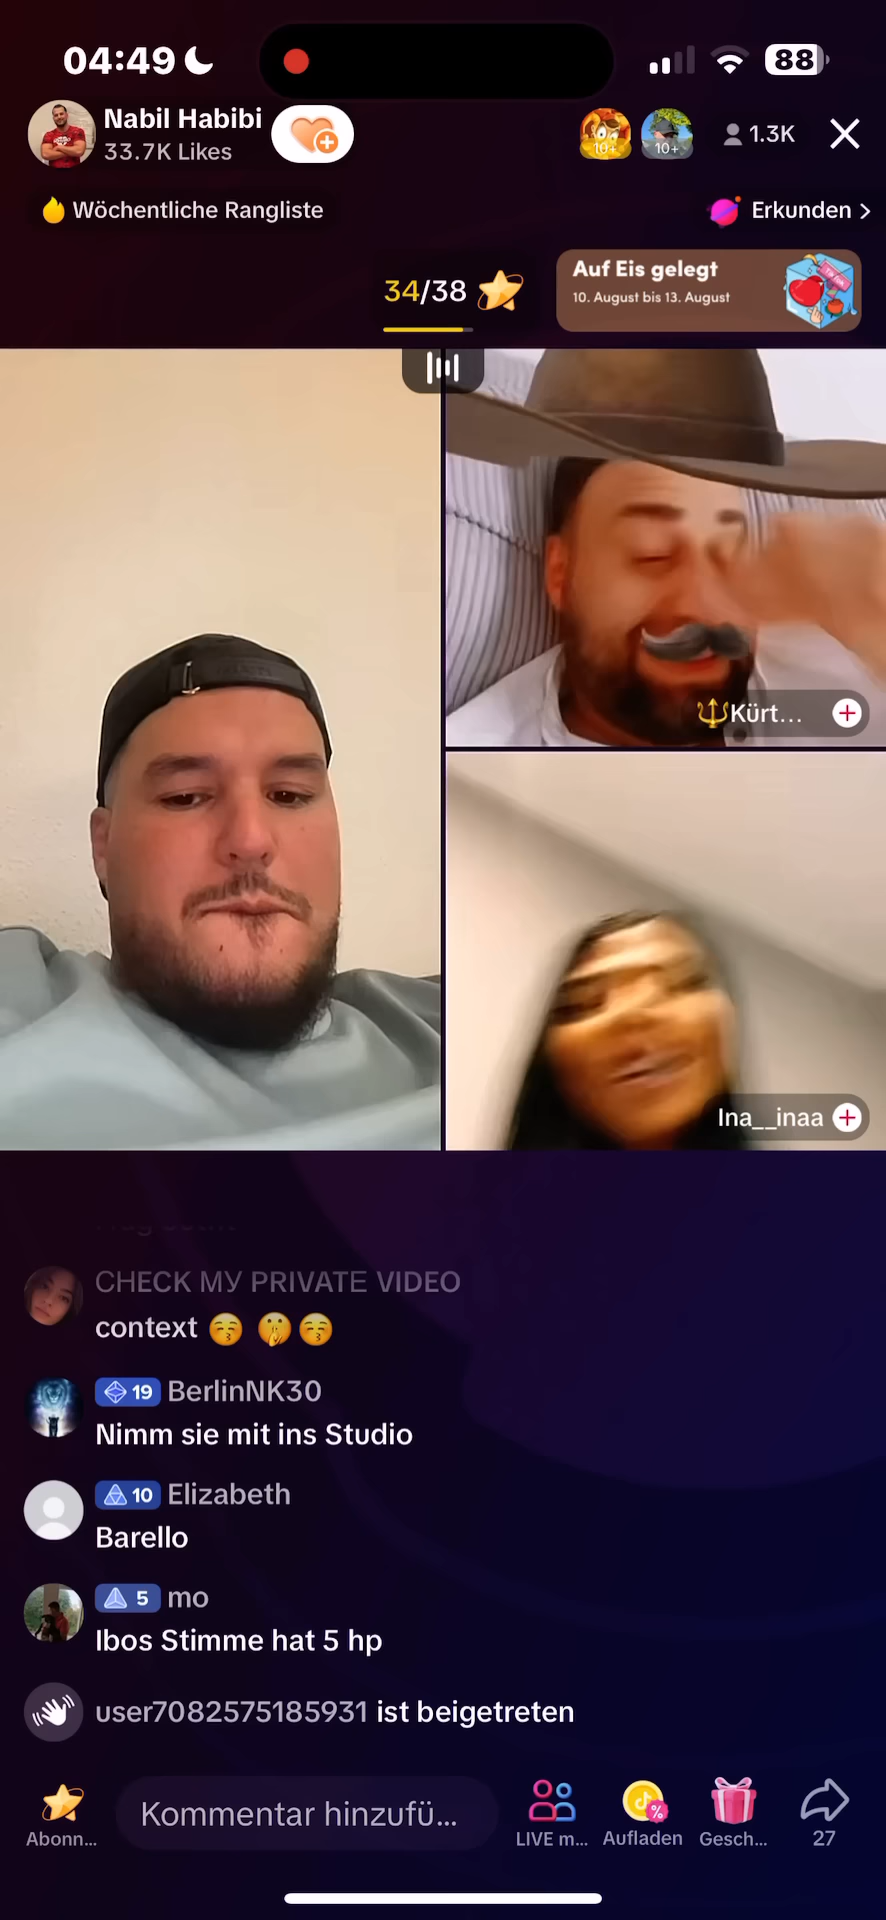 04:49
88
Nabil Habibi
33.7K Likes
10+
10+
1.3K
Wöchentliche Rangliste
Erkunden >
34/38
Auf Eis gelegt
10. August bis 13. August
Kürt...
Ina__inaa
CHECK MY PRIVATE VIDEO
context 😚 🤫 😚
19 BerlinNK30
Nimm sie mit ins Studio
10 Elizabeth
Barello
5 mo
Ibos Stimme hat 5 hp
user7082575185931 ist beigetreten
Abonn...
Kommentar hinzufü...
LIVE m...
Aufladen
Gesch...
27